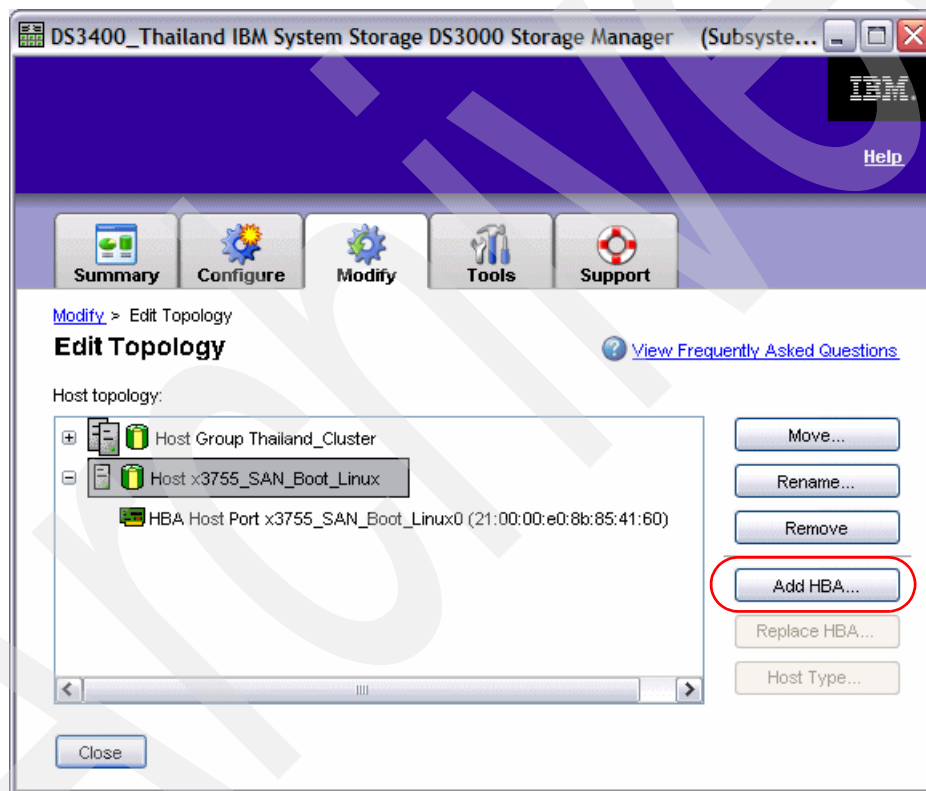 DS3400_Thailand IBM System Storage DS3000 Storage Manager (Subsyste...
IBM.
Help
Summary
Configure
Modify
Tools
Support
Modify > Edit Topology
Edit Topology
View Frequently Asked Questions
Host topology:
Host Group Thailand_Cluster
Host x3755_SAN_Boot_Linux
HBA Host Port x3755_SAN_Boot_Linux0 (21:00:00:e0:8b:85:41:60)
Move...
Rename...
Remove
Add HBA...
Replace HBA...
Host Type...
Close